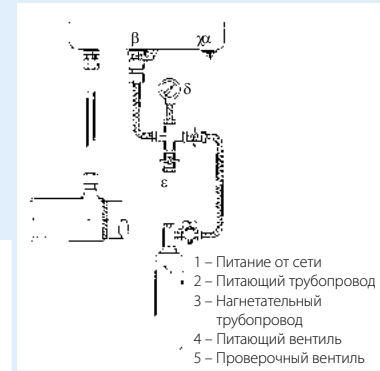 β χα
δ
ε
1 – Питание от сети
2 – Питающий трубопровод
3 – Нагнетательный
трубопровод
4 – Питающий вентиль
5 – Проверочный вентиль